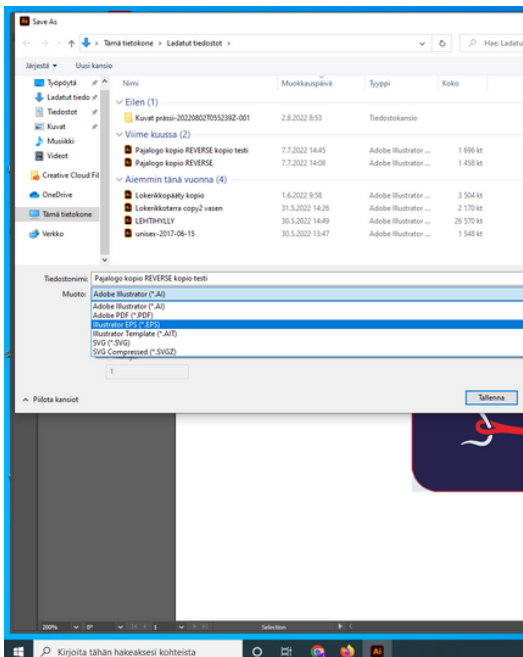 Save As
Tämä tietokone › Ladatut tiedostot ›
Hae: Ladatu
Järjestä
Uusi kansio
Nimi Muokkauspäivä Tyyppi Koko
Työpöytä
Ladatut tiedo
Tiedostot
Kuvat
Musiikki
Videot
Creative Cloud Fil
OneDrive
Tämä tietokone
Verkko
Eilen (1)
Kuvat prässi-20220802T055239Z-001 2.8.2022 8:53 Tiedostokansio
Viime kuussa (2)
Pajalogo kopio REVERSE kopio testi 7.7.2022 14:45 Adobe Illustrator ... 1 696 kt
Pajalogo kopio REVERSE 7.7.2022 14:08 Adobe Illustrator ... 1 458 kt
Aiemmin tänä vuonna (4)
Lokerikkopääty kopio 1.6.2022 9:58 Adobe Illustrator ... 3 504 kt
Lokerikkotarra copy2 vasen 31.5.2022 14:26 Adobe Illustrator ... 2 170 kt
LEHTIHYLLY 30.5.2022 14:49 Adobe Illustrator ... 26 570 kt
unisex-2017-06-15 30.5.2022 13:47 Adobe Illustrator ... 1 548 kt
Tiedostonimi: Pajalogo kopio REVERSE kopio testi
Muoto: Adobe Illustrator (*.AI)
Adobe Illustrator (*.AI)
Adobe PDF (*.PDF)
Illustrator EPS (*.EPS)
Illustrator Template (*.AIT)
SVG (*.SVG)
SVG Compressed (*.SVGZ)
1
Piilota kansiot
Tallenna
200% 0° 1 Selection
Kirjoita tähän hakeaksesi kohteista
Ai